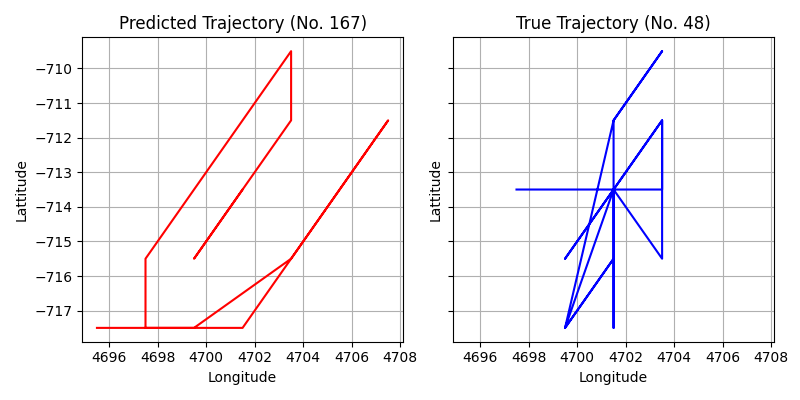 Predicted Trajectory (No. 167)
True Trajectory (No. 48)
−710
−711
−712
−713
−714
−715
−716
−717
Lattitude
Lattitude
4696 4698 4700 4702 4704 4706 4708
4696 4698 4700 4702 4704 4706 4708
Longitude
Longitude